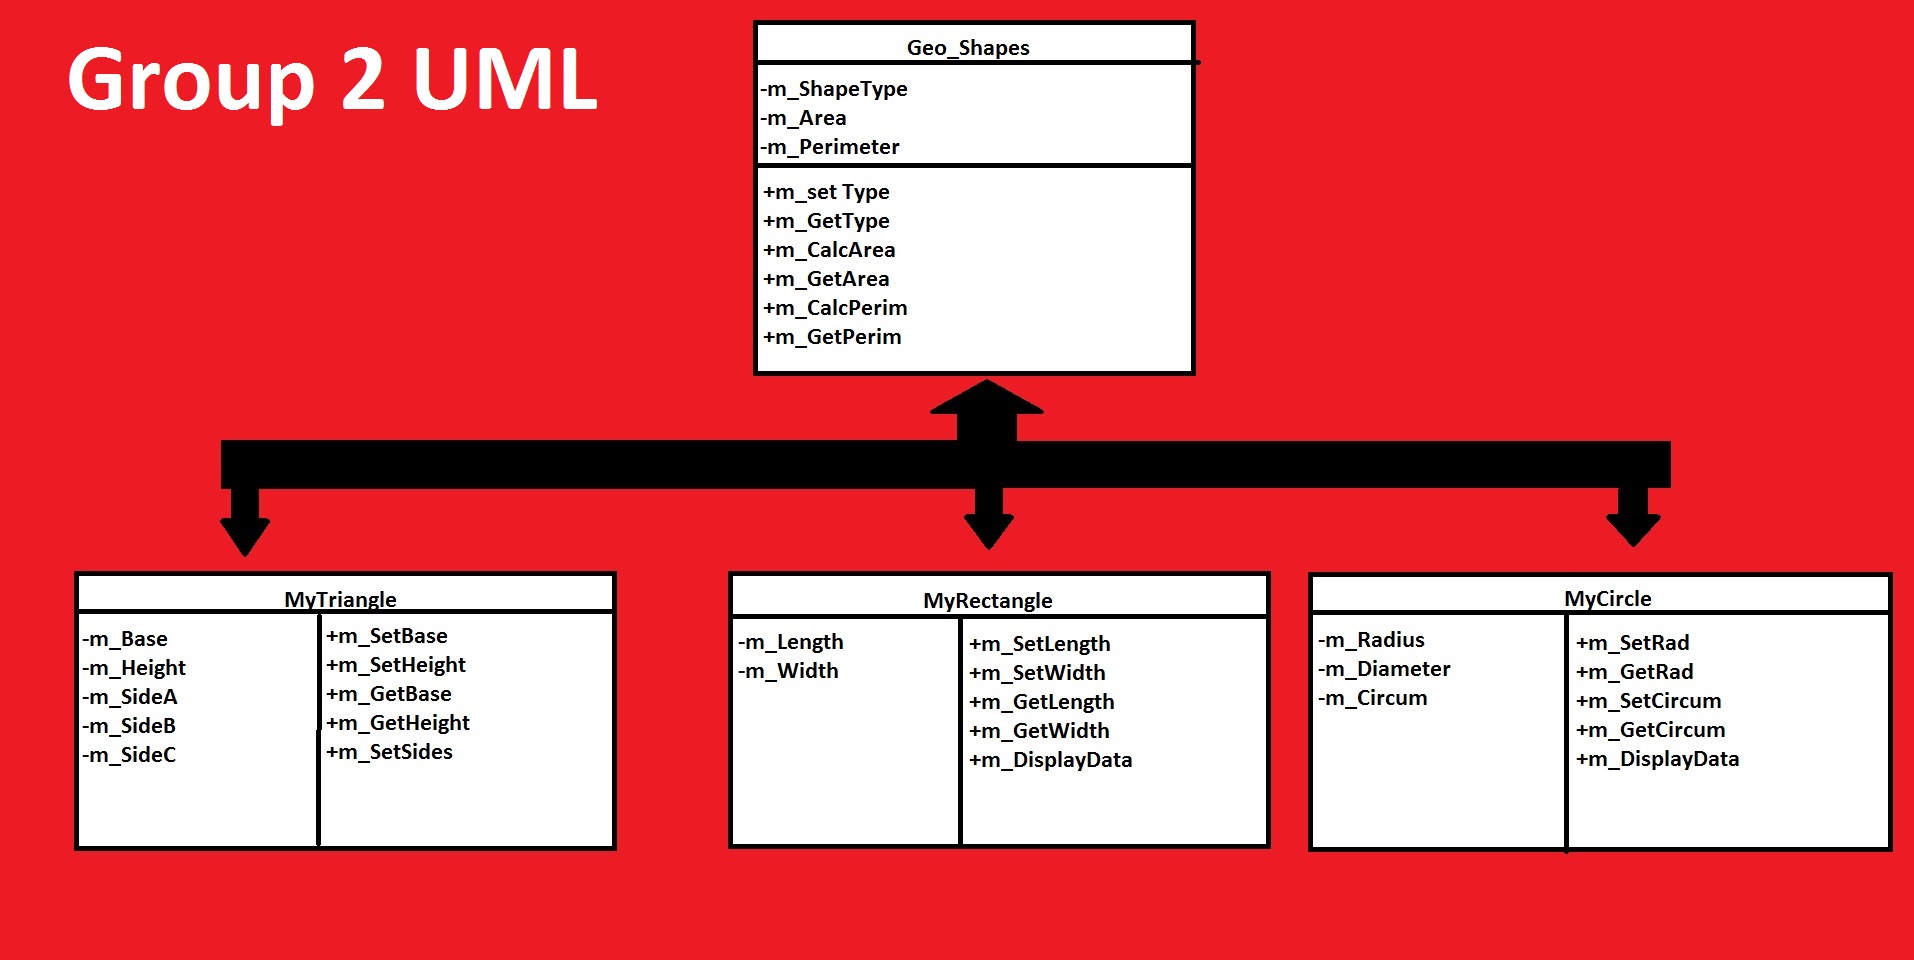 Group 2 UML
Geo_Shapes
-m_ShapeType
-m_Area
-m_Perimeter
+m_set Type
+m_GetType
+m_CalcArea
+m_GetArea
+m_CalcPerim
+m_GetPerim
MyTriangle
-m_Base
-m_Height
-m_SideA
-m_SideB
-m_SideC
+m_SetBase
+m_SetHeight
+m_GetBase
+m_GetHeight
+m_SetSides
MyRectangle
-m_Length
-m_Width
+m_SetLength
+m_SetWidth
+m_GetLength
+m_GetWidth
+m_DisplayData
MyCircle
-m_Radius
-m_Diameter
-m_Circum
+m_SetRad
+m_GetRad
+m_SetCircum
+m_GetCircum
+m_DisplayData